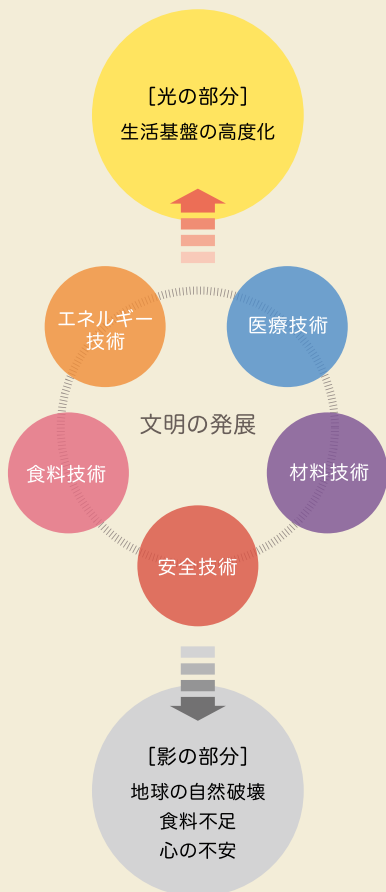 ［光の部分］
生活基盤の高度化
エネルギー
技術
医療技術
文明の発展
食料技術
材料技術
安全技術
［影の部分］
地球の自然破壊
食料不足
心の不安